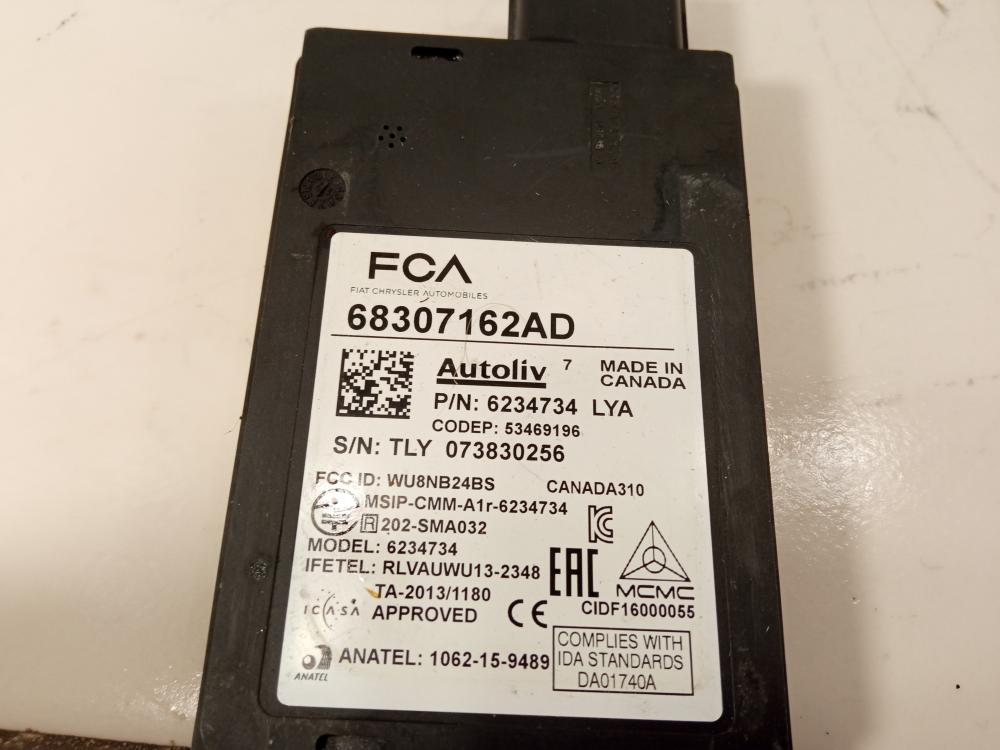 FCA
FIAT CHRYSLER AUTOMOBILES
68307162AD
Autoliv 7 MADE IN CANADA
P/N: 6234734 LYA
CODEP: 53469196
S/N: TLY 073830256
FCC ID: WU8NB24BS CANADA310
MSIP-CMM-A1r-6234734
R 202-SMA032
MODEL: 6234734
IFETEL: RLVAUWU13-2348
EAC
MCMC
CIDF16000055
ICASA TA-2013/1180
APPROVED CE
ANATEL ANATEL: 1062-15-9489
COMPLIES WITH
IDA STANDARDS
DA01740A